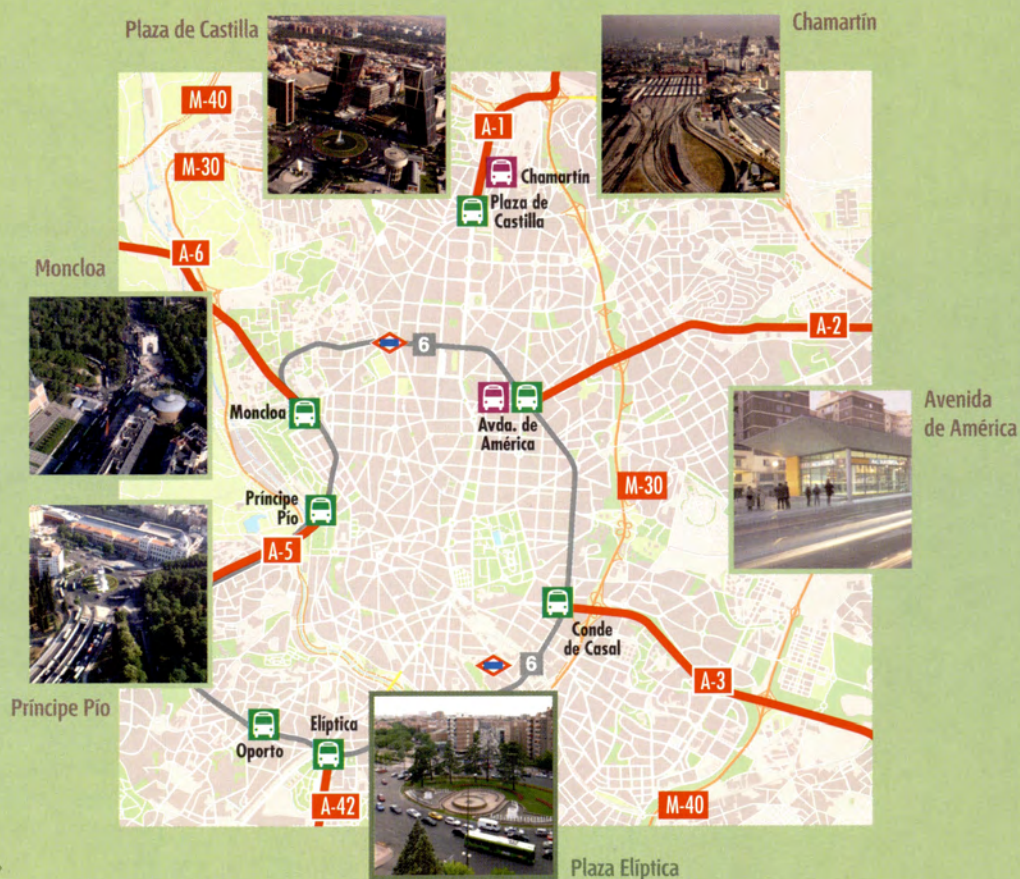 Plaza de Castilla
Chamartín
M-40
A-1
M-30
Chamartín
Plaza de
Castilla
A-6
Moncloa
A-2
6
Moncloa
Avda. de
América
Avenida
de América
M-30
Príncipe
Pío
A-5
Conde
de Casal
6
A-3
Príncipe Pío
Elíptica
Oporto
A-42
M-40
Plaza Elíptica